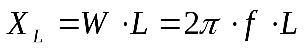 X_L = W · L = 2π · f · L